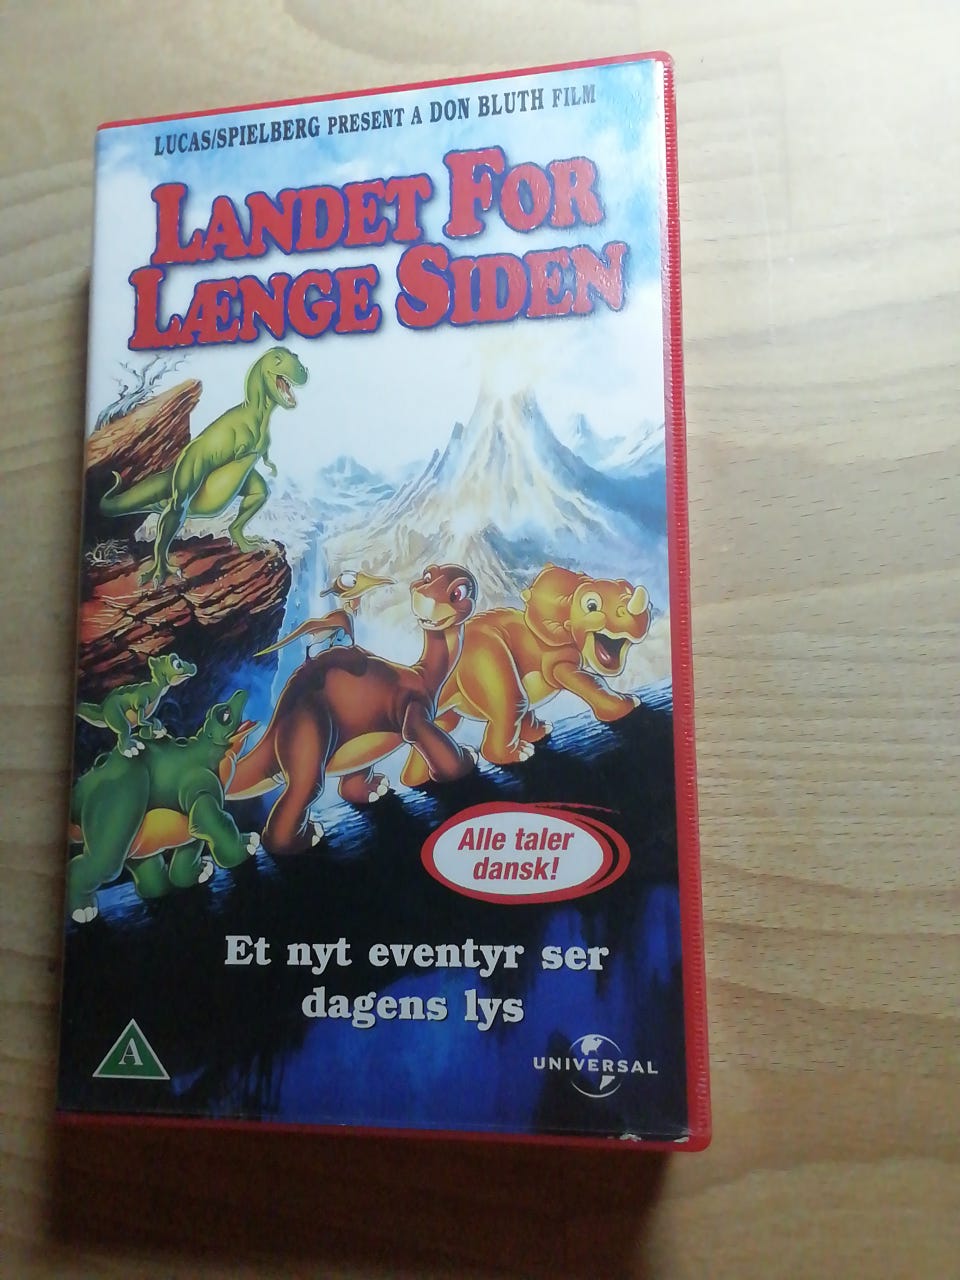 LUCAS/SPIELBERG PRESENT A DON BLUTH FILM
LANDET FOR
LÆNGE SIDEN
Alle taler
dansk!
Et nyt eventyr ser
dagens lys
A
UNIVERSAL